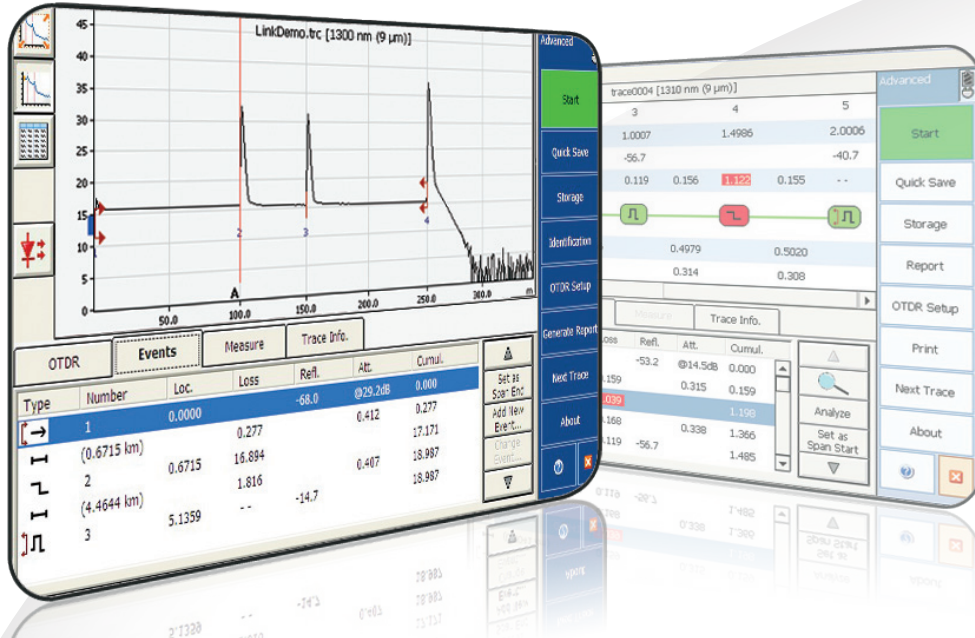 LinkDemo.trc [1300 nm (9 µm)]
45
40
35
30
25
20
15
10
5
0
1
2
3
4
A
50.0
100.0
150.0
200.0
250.0
300.0
m
Advanced
Start
Quick Save
Storage
Identification
OTDR Setup
Generate Report
Next Trace
About
OTDR
Events
Measure
Trace Info.
Type Number Loc. Loss Refl. Att. Cumul.
1 0.0000 -68.0 @29.2dB 0.000
(0.6715 km) 0.277 0.412 0.277
2 0.6715 16.894 17.171
(4.4644 km) 1.816 0.407 18.987
3 5.1359 -- -14.7 18.987
Set as
Span End
Add New
Event...
Change
Event...
trace0004 [1310 nm (9 µm)]
3 4 5
1.0007 1.4986 2.0006
-56.7 -40.7
0.119 0.156 1.122 0.155 --
0.4979 0.5020
0.314 0.308
Measure
Trace Info.
Loss Refl. Att. Cumul.
-53.2 @14.5dB 0.000
.159 0.315 0.159
.039 1.198
.168 0.338 1.366
.119 -56.7 1.485
Analyze
Set as
Span Start
Advanced
Start
Quick Save
Storage
Report
OTDR Setup
Print
Next Trace
About